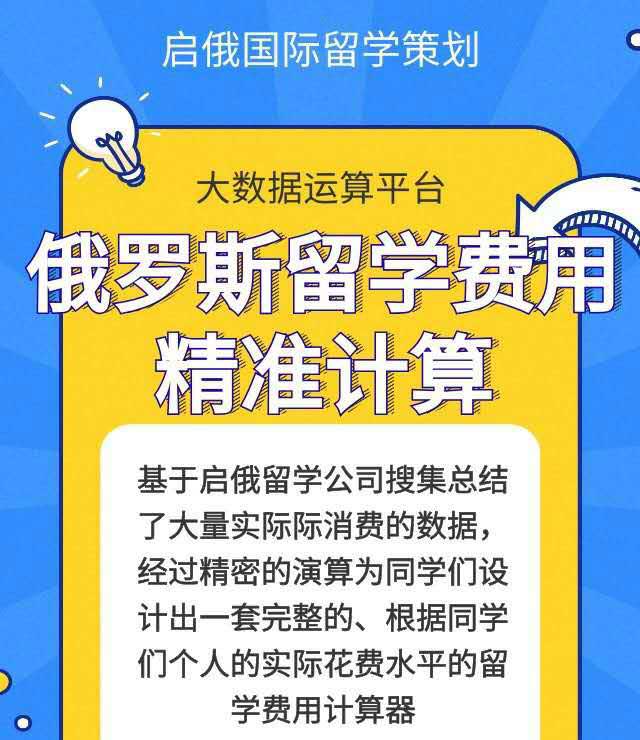 启俄国际留学策划
大数据运算平台
俄罗斯留学费用
精准计算
基于启俄留学公司搜集总结
了大量实际际消费的数据，
经过精密的演算为同学们设
计出一套完整的、根据同学
们个人的实际花费水平的留
学费用计算器